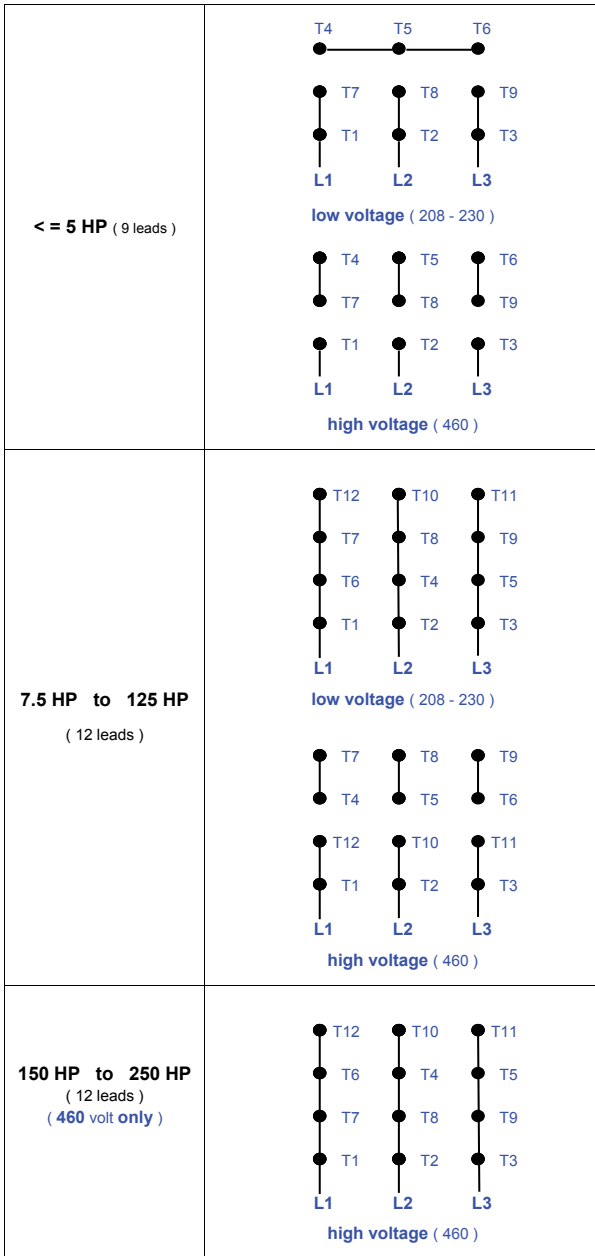 T4 T5 T6
T7 T8 T9
T1 T2 T3
L1 L2 L3
low voltage ( 208 - 230 )
< = 5 HP ( 9 leads )
T4 T5 T6
T7 T8 T9
T1 T2 T3
L1 L2 L3
high voltage ( 460 )
T12 T10 T11
T7 T8 T9
T6 T4 T5
T1 T2 T3
L1 L2 L3
7.5 HP to 125 HP
low voltage ( 208 - 230 )
( 12 leads )
T7 T8 T9
T4 T5 T6
T12 T10 T11
T1 T2 T3
L1 L2 L3
high voltage ( 460 )
T12 T10 T11
150 HP to 250 HP
( 12 leads )
( 460 volt only )
T6 T4 T5
T7 T8 T9
T1 T2 T3
L1 L2 L3
high voltage ( 460 )